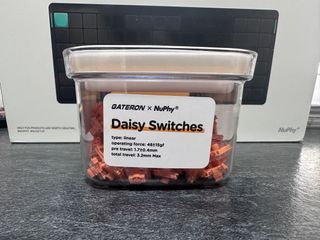 GATERON × NuPhy®
Daisy Switches
type: linear
operating force: 48±15gf
pre travel: 1.7±0.4mm
total travel: 3.2mm Max
NuPhy®